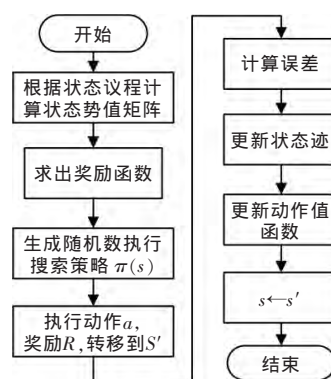 开始
根据状态议程计
算状态势值矩阵
求出奖励函数
生成随机数执行
搜索策略 π(s)
执行动作a,
奖励R,转移到S′
计算误差
更新状态迹
更新动作值
函数
s←s′
结束